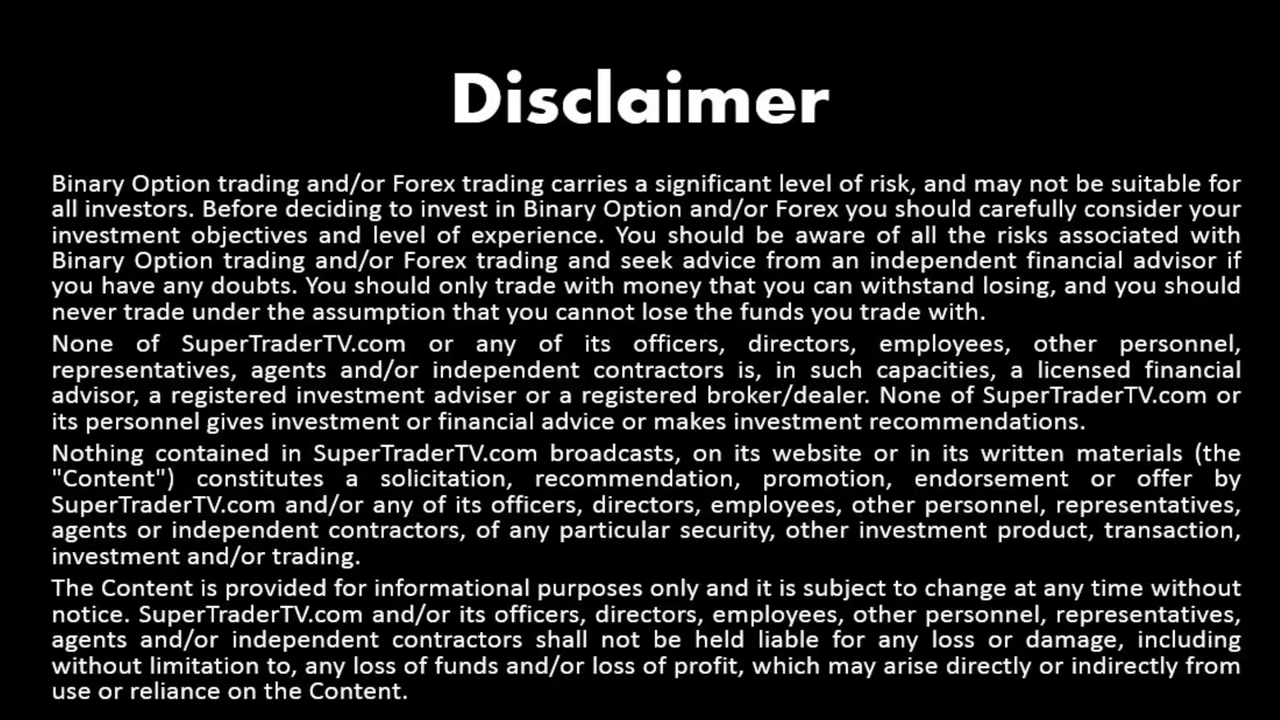 Disclaimer
Binary Option trading and/or Forex trading carries a significant level of risk, and may not be suitable for
all investors. Before deciding to invest in Binary Option and/or Forex you should carefully consider your
investment objectives and level of experience. You should be aware of all the risks associated with
Binary Option trading and/or Forex trading and seek advice from an independent financial advisor if
you have any doubts. You should only trade with money that you can withstand losing, and you should
never trade under the assumption that you cannot lose the funds you trade with.
None of SuperTraderTV.com or any of its officers, directors, employees, other personnel,
representatives, agents and/or independent contractors is, in such capacities, a licensed financial
advisor, a registered investment adviser or a registered broker/dealer. None of SuperTraderTV.com or
its personnel gives investment or financial advice or makes investment recommendations.
Nothing contained in SuperTraderTV.com broadcasts, on its website or in its written materials (the
"Content") constitutes a solicitation, recommendation, promotion, endorsement or offer by
SuperTraderTV.com and/or any of its officers, directors, employees, other personnel, representatives,
agents or independent contractors, of any particular security, other investment product, transaction,
investment and/or trading.
The Content is provided for informational purposes only and it is subject to change at any time without
notice. SuperTraderTV.com and/or its officers, directors, employees, other personnel, representatives,
agents and/or independent contractors shall not be held liable for any loss or damage, including
without limitation to, any loss of funds and/or loss of profit, which may arise directly or indirectly from
use or reliance on the Content.